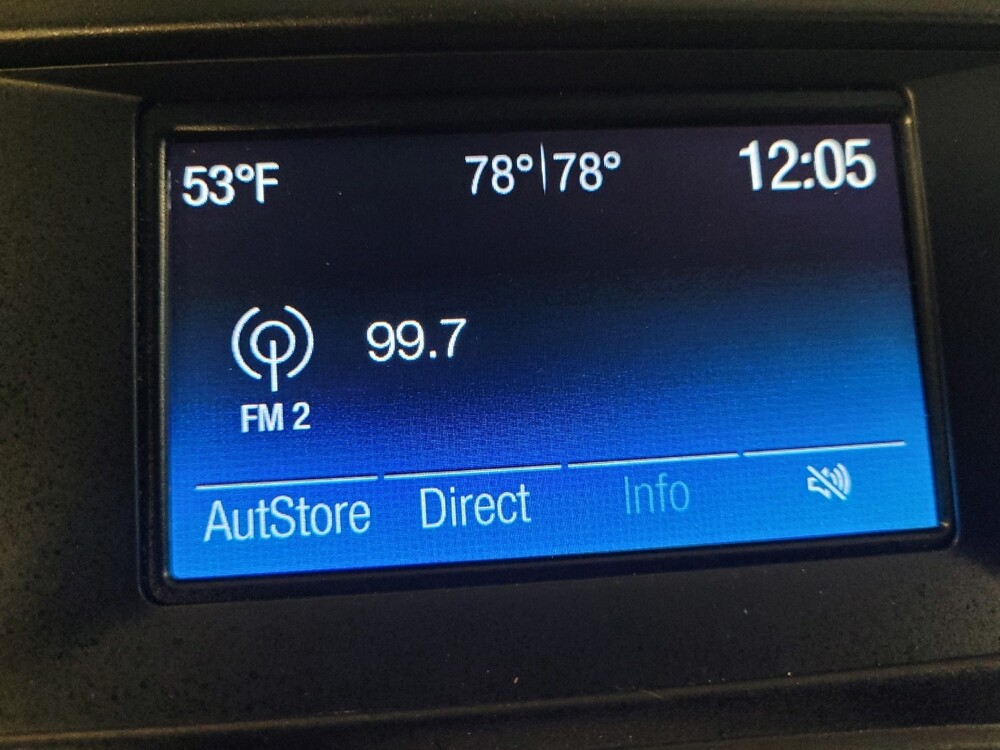 53°F 78°|78° 12:05
99.7
FM 2
AutStore Direct Info